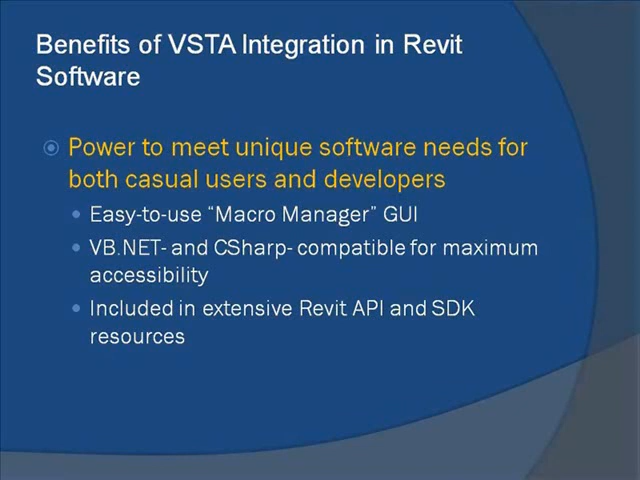 Benefits of VSTA Integration in Revit
Software
Power to meet unique software needs for
both casual users and developers
Easy-to-use “Macro Manager” GUI
VB.NET- and CSharp- compatible for maximum
accessibility
Included in extensive Revit API and SDK
resources